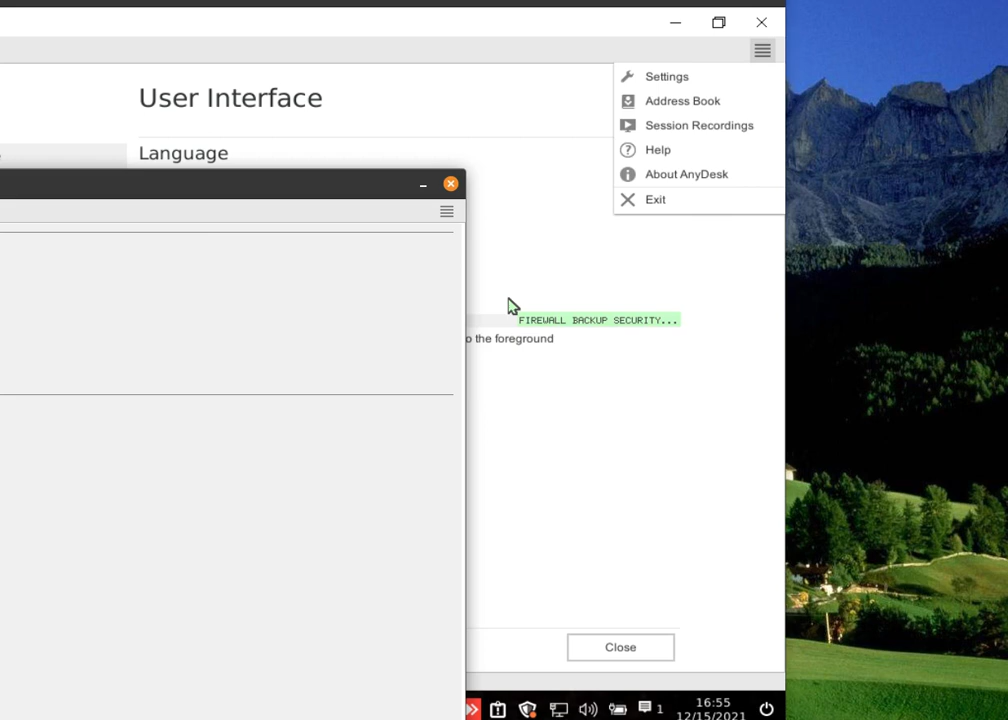 User Interface
Language
Settings
Address Book
Session Recordings
Help
About AnyDesk
Exit
FIREWALL BACKUP SECURITY...
o the foreground
Close
1
16:55
12/15/2021